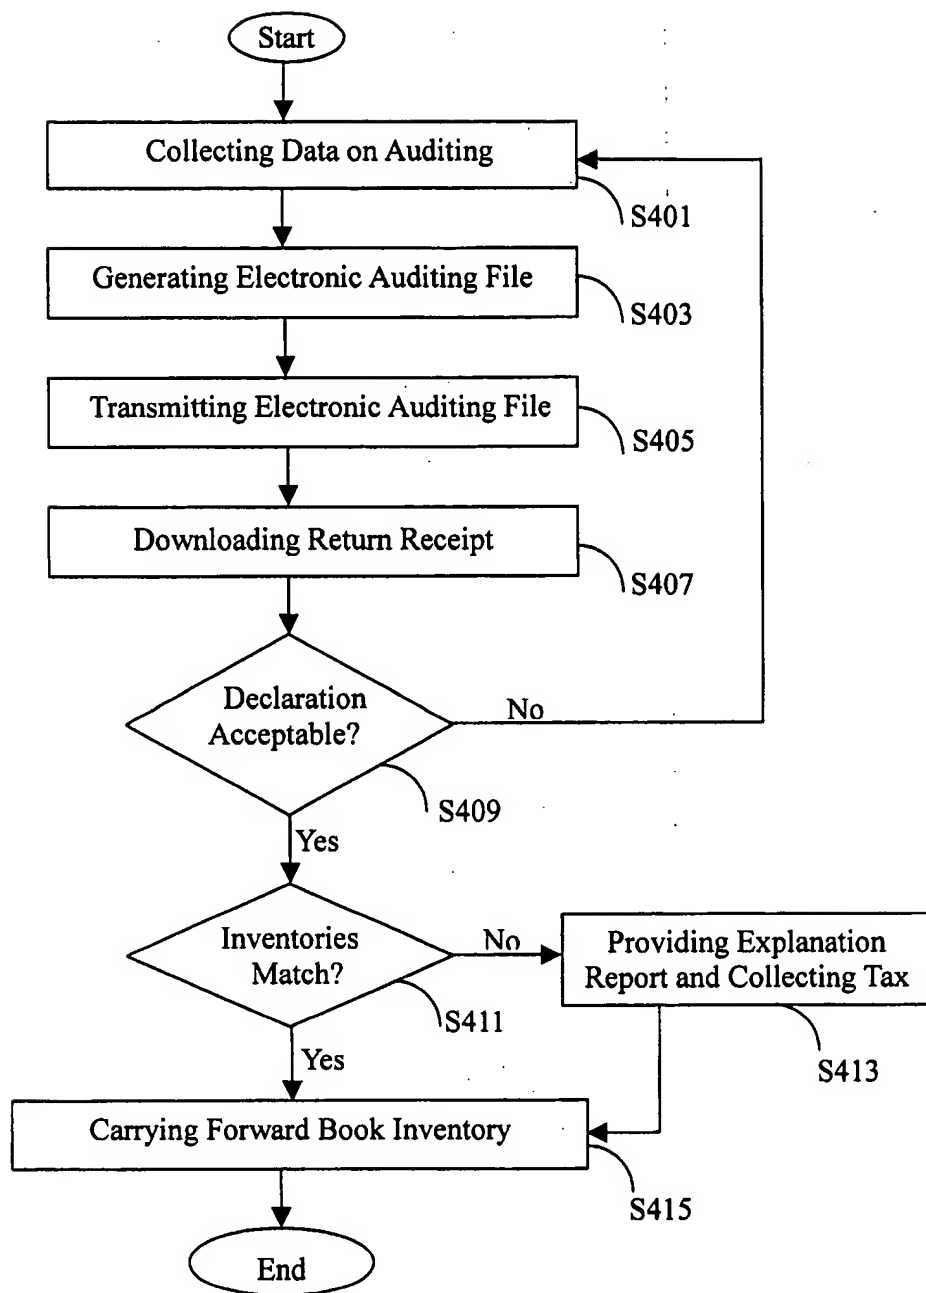 Start
Collecting Data on Auditing
S401
Generating Electronic Auditing File
S403
Transmitting Electronic Auditing File
S405
Downloading Return Receipt
S407
Declaration
Acceptable?
No
S409
Yes
Inventories
Match?
No
Providing Explanation
Report and Collecting Tax
S411
S413
Yes
Carrying Forward Book Inventory
S415
End